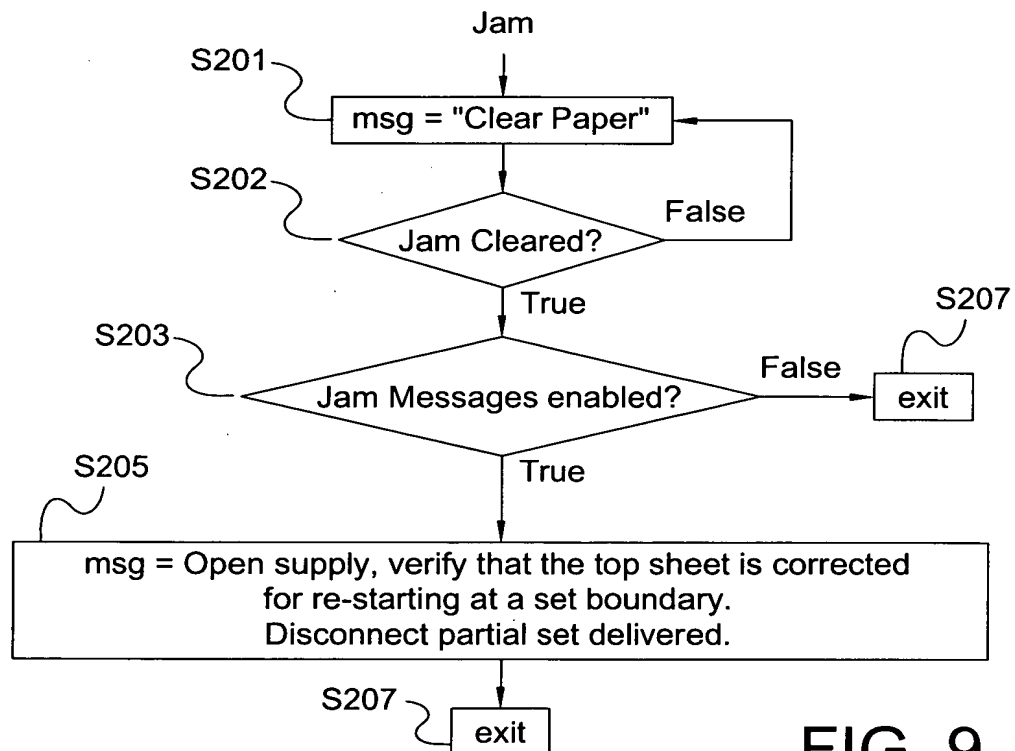 Jam
S201
msg = "Clear Paper"
S202
Jam Cleared?
False
True
S207
S203
Jam Messages enabled?
False
exit
True
S205
msg = Open supply, verify that the top sheet is corrected
for re-starting at a set boundary.
Disconnect partial set delivered.
S207
exit
FIG. 9